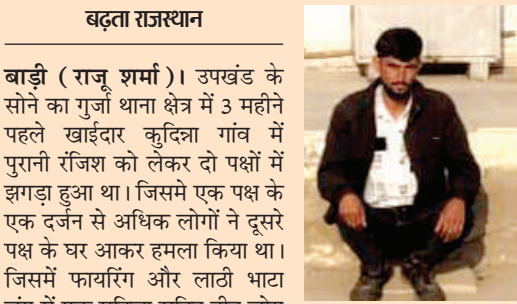 बढ़ता राजस्थान
बाड़ी ( राजू शर्मा )। उपखंड के
सोने का गुर्जा थाना क्षेत्र में 3 महीने
पहले खाईदार कुदिन्ना गांव में
पुरानी रंजिश को लेकर दो पक्षों में
झगड़ा हुआ था। जिसमे एक पक्ष के
एक दर्जन से अधिक लोगों ने दूसरे
पक्ष के घर आकर हमला किया था।
जिसमें फायरिंग और लाठी भाटा